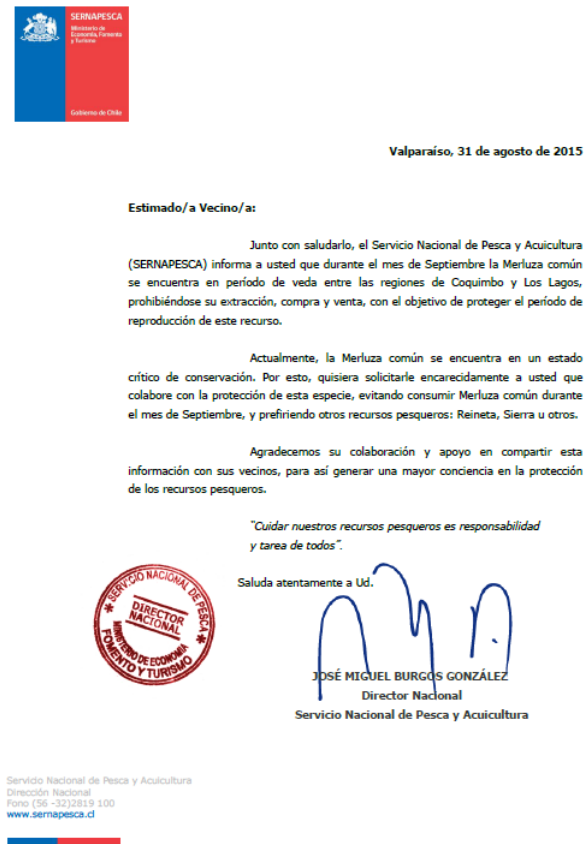 SERNAPESCA
Ministerio de
Economía, Fomento
y Turismo
Gobierno de Chile
Valparaíso, 31 de agosto de 2015
Estimado/a Vecino/a:
Junto con saludarlo, el Servicio Nacional de Pesca y Acuicultura
(SERNAPESCA) informa a usted que durante el mes de Septiembre la Merluza común
se encuentra en período de veda entre las regiones de Coquimbo y Los Lagos,
prohibiéndose su extracción, compra y venta, con el objetivo de proteger el período de
reproducción de este recurso.
Actualmente, la Merluza común se encuentra en un estado
crítico de conservación. Por esto, quisiera solicitarle encarecidamente a usted que
colabore con la protección de esta especie, evitando consumir Merluza común durante
el mes de Septiembre, y prefiriendo otros recursos pesqueros: Reineta, Sierra u otros.
Agradecemos su colaboración y apoyo en compartir esta
información con sus vecinos, para así generar una mayor conciencia en la protección
de los recursos pesqueros.
"Cuidar nuestros recursos pesqueros es responsabilidad
y tarea de todos".
Saluda atentamente a Ud.
SERVICIO NACIONAL DE PESCA
DIRECTOR
NACIONAL
MINISTERIO DE ECONOMIA
FOMENTO Y TURISMO
JOSÉ MIGUEL BURGOS GONZÁLEZ
Director Nacional
Servicio Nacional de Pesca y Acuicultura
Servicio Nacional de Pesca y Acuicultura
Dirección Nacional
Fono (56 -32)2819 100
www.sernapesca.cl